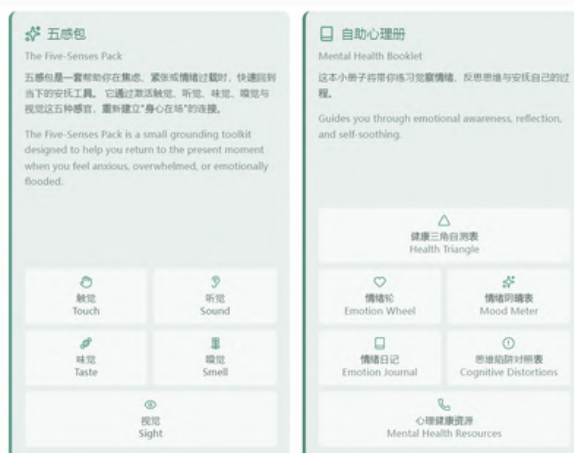 五感包
The Five-Senses Pack
五感包是一套帮助你在焦虑、紧张或情绪过载时，快速回到
当下的安抚工具。它通过激活触觉、听觉、味觉、嗅觉与
视觉这五种感官，重新建立“身心在场”的连接。
The Five-Senses Pack is a small grounding toolkit
designed to help you return to the present moment
when you feel anxious, overwhelmed, or emotionally
flooded.
触觉
Touch
听觉
Sound
味觉
Taste
嗅觉
Smell
视觉
Sight
自助心理册
Mental Health Booklet
这本小册子将带你练习觉察情绪、反思思维与安抚自己的过
程。
Guides you through emotional awareness, reflection,
and self-soothing.
健康三角自测表
Health Triangle
情绪轮
Emotion Wheel
情绪阴晴表
Mood Meter
情绪日记
Emotion Journal
思维陷阱对照表
Cognitive Distortions
心理健康资源
Mental Health Resources